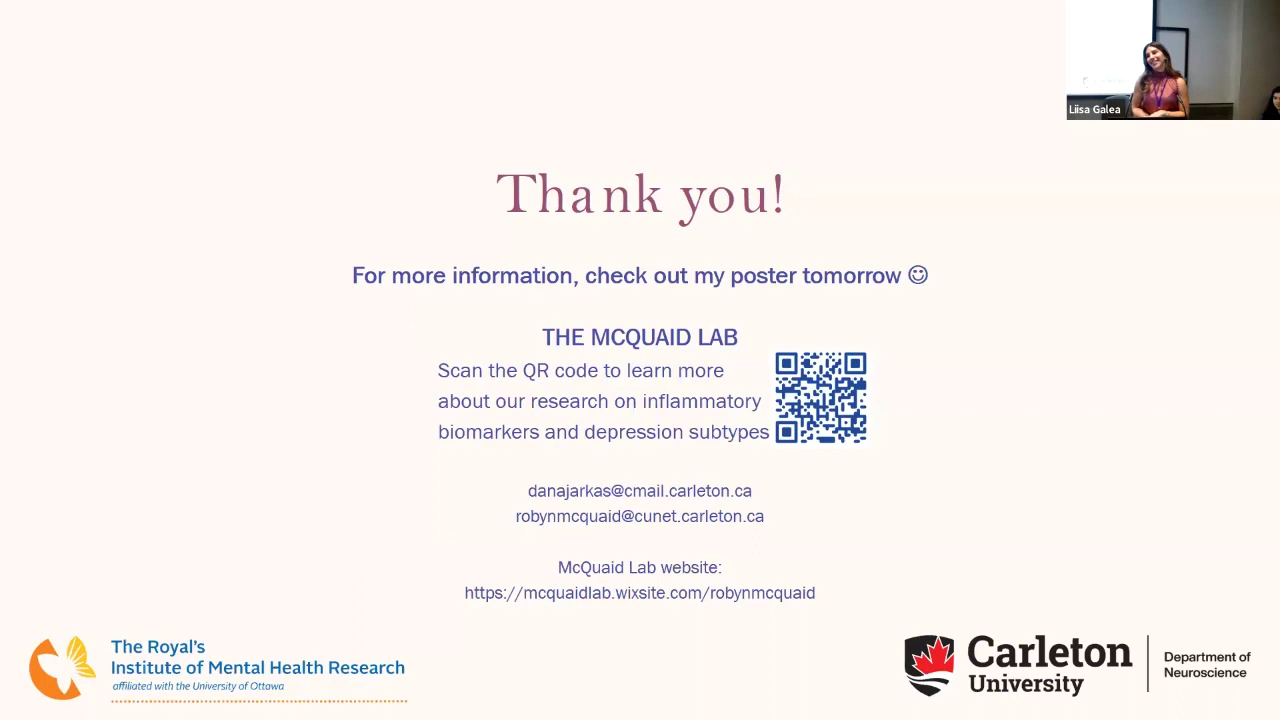 Liisa Galea
Thank you!
For more information, check out my poster tomorrow ☺
THE MCQUAID LAB
Scan the QR code to learn more
about our research on inflammatory
biomarkers and depression subtypes
danajarkas@cmail.carleton.ca
robynmcquaid@cunet.carleton.ca
McQuaid Lab website:
https://mcquaidlab.wixsite.com/robynmcquaid
The Royal's
Institute of Mental Health Research
affiliated with the University of Ottawa
Carleton
University
Department of
Neuroscience